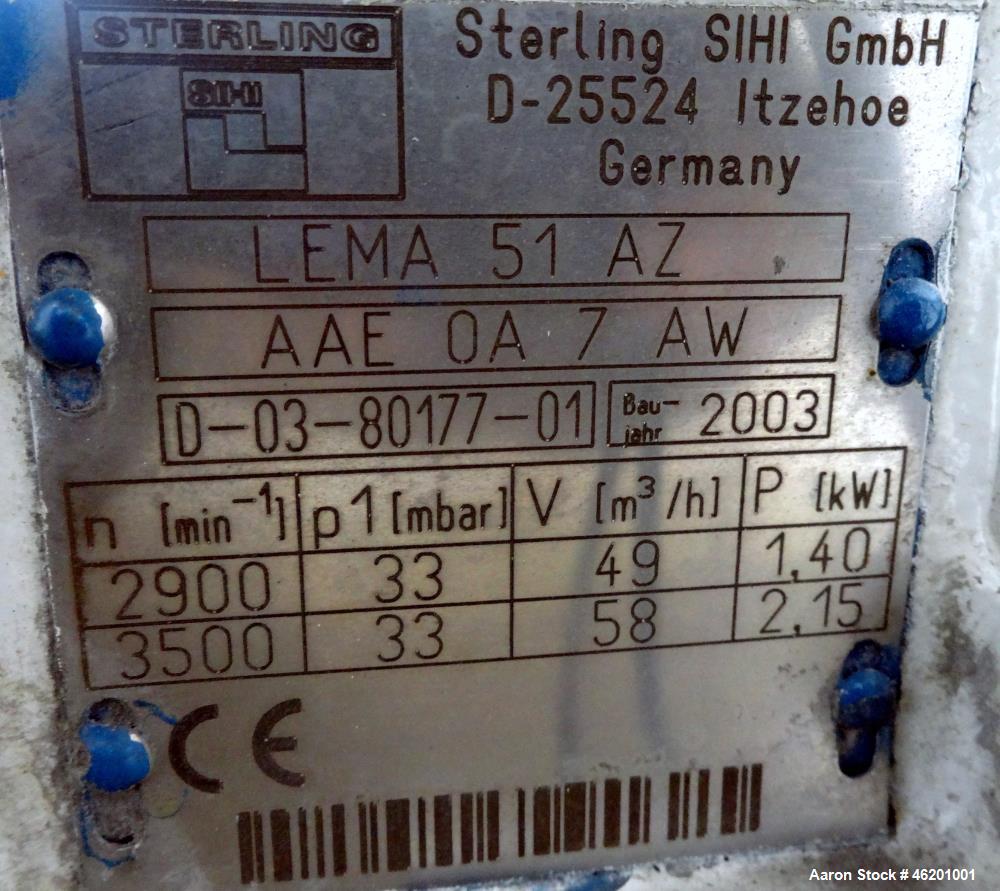 STERLING
SIHI
Sterling SIHI GmbH
D-25524 Itzehoe
Germany
LEMA 51 AZ
AAE 0A 7 AW
D-03-80177-01
Bau-
jahr
2003
n [min⁻¹] p1[mbar] V [m³/h] P [kW]
2900 33 49 1,40
3500 33 58 2,15
CE
Aaron Stock # 46201001